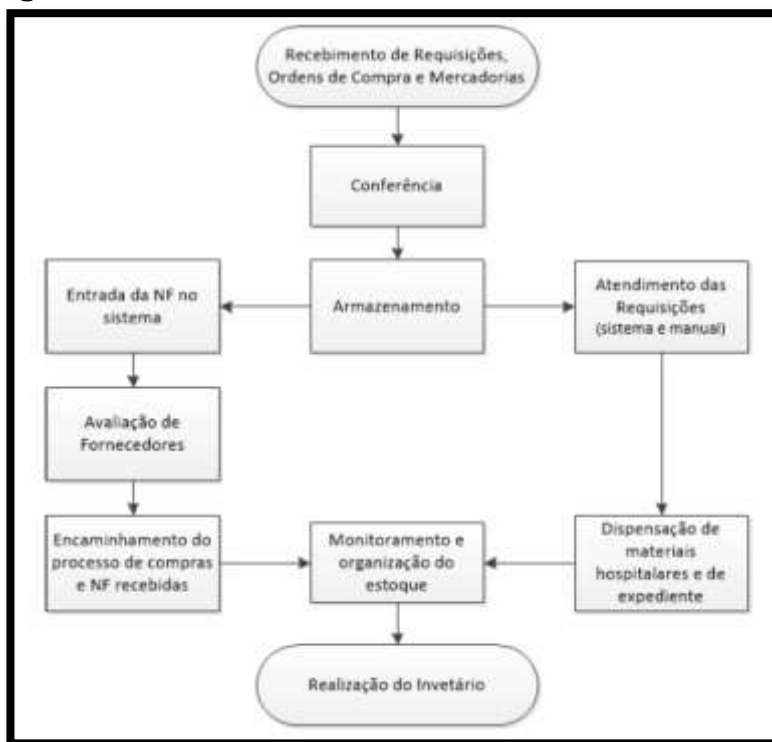 Recebimento de Requisições,
Ordens de Compra e Mercadorias
Conferência
Entrada da NF no
sistema
Armazenamento
Atendimento das
Requisições
(sistema e manual)
Avaliação de
Fornecedores
Encaminhamento do
processo de compras
e NF recebidas
Monitoramento e
organização do
estoque
Dispensação de
materiais
hospitalares e de
expediente
Realização do Invetário